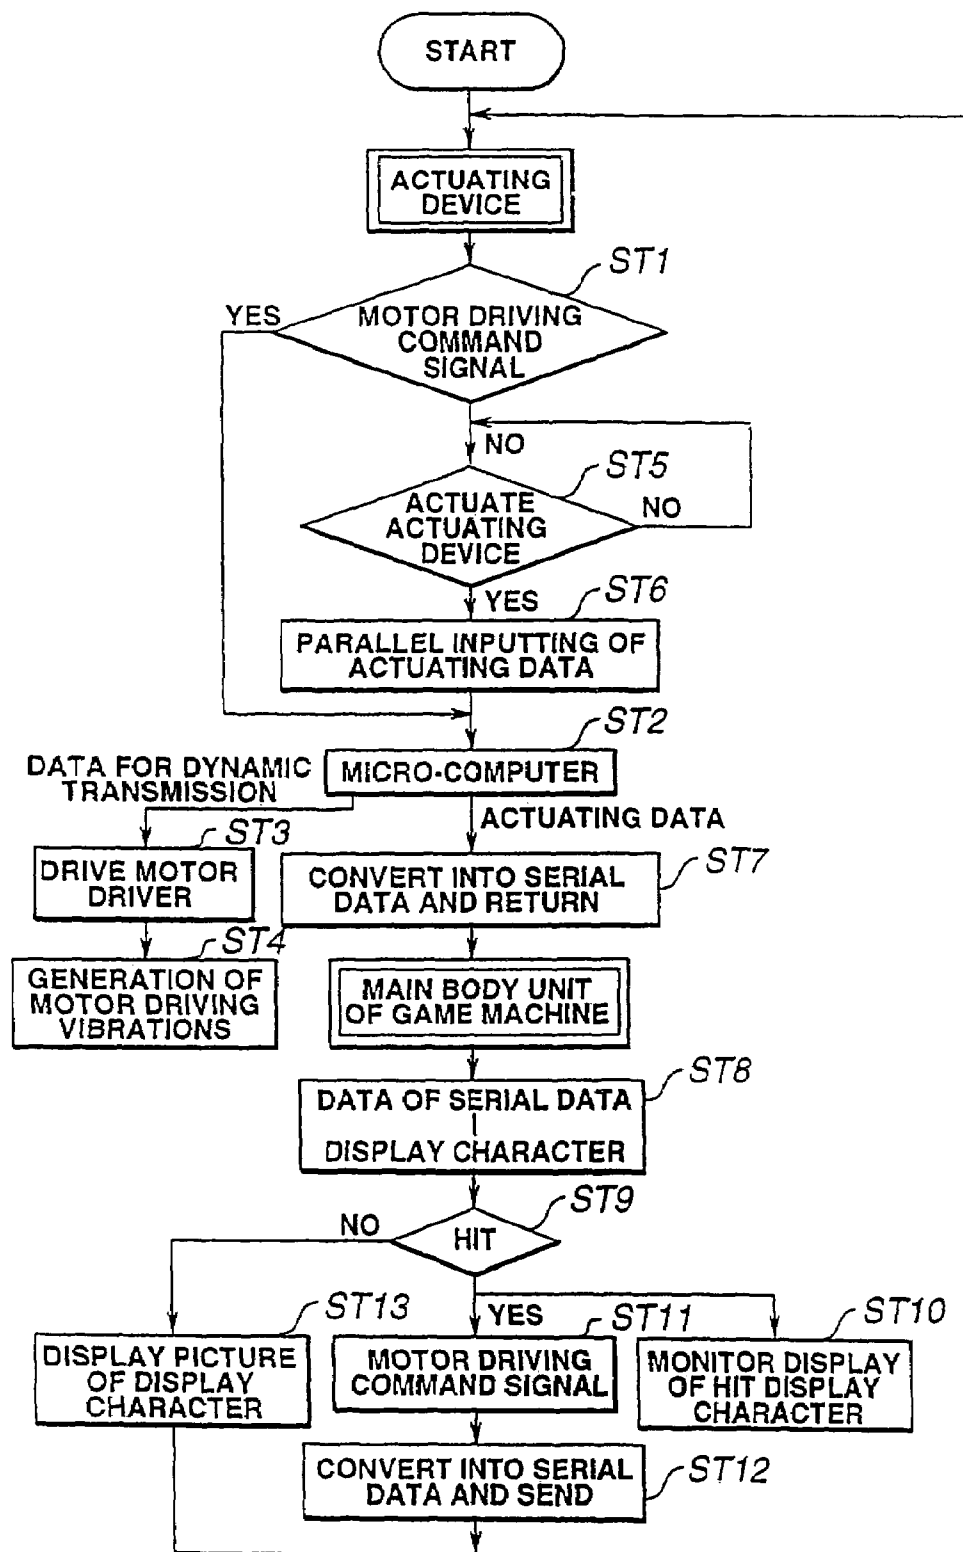 START
ACTUATING
DEVICE
ST1
YES
MOTOR DRIVING
COMMAND
SIGNAL
NO
ST5
ACTUATE
ACTUATING
DEVICE
NO
YES
ST6
PARALLEL INPUTTING OF
ACTUATING DATA
ST2
MICRO-COMPUTER
DATA FOR DYNAMIC
TRANSMISSION
ACTUATING DATA
ST3
DRIVE MOTOR
DRIVER
ST7
CONVERT INTO SERIAL
DATA AND RETURN
ST4
GENERATION OF
MOTOR DRIVING
VIBRATIONS
MAIN BODY UNIT
OF GAME MACHINE
ST8
DATA OF SERIAL DATA
DISPLAY CHARACTER
ST9
HIT
NO
YES
ST13
DISPLAY PICTURE
OF DISPLAY
CHARACTER
ST11
MOTOR DRIVING
COMMAND SIGNAL
ST10
MONITOR DISPLAY
OF HIT DISPLAY
CHARACTER
CONVERT INTO SERIAL
DATA AND SEND
ST12